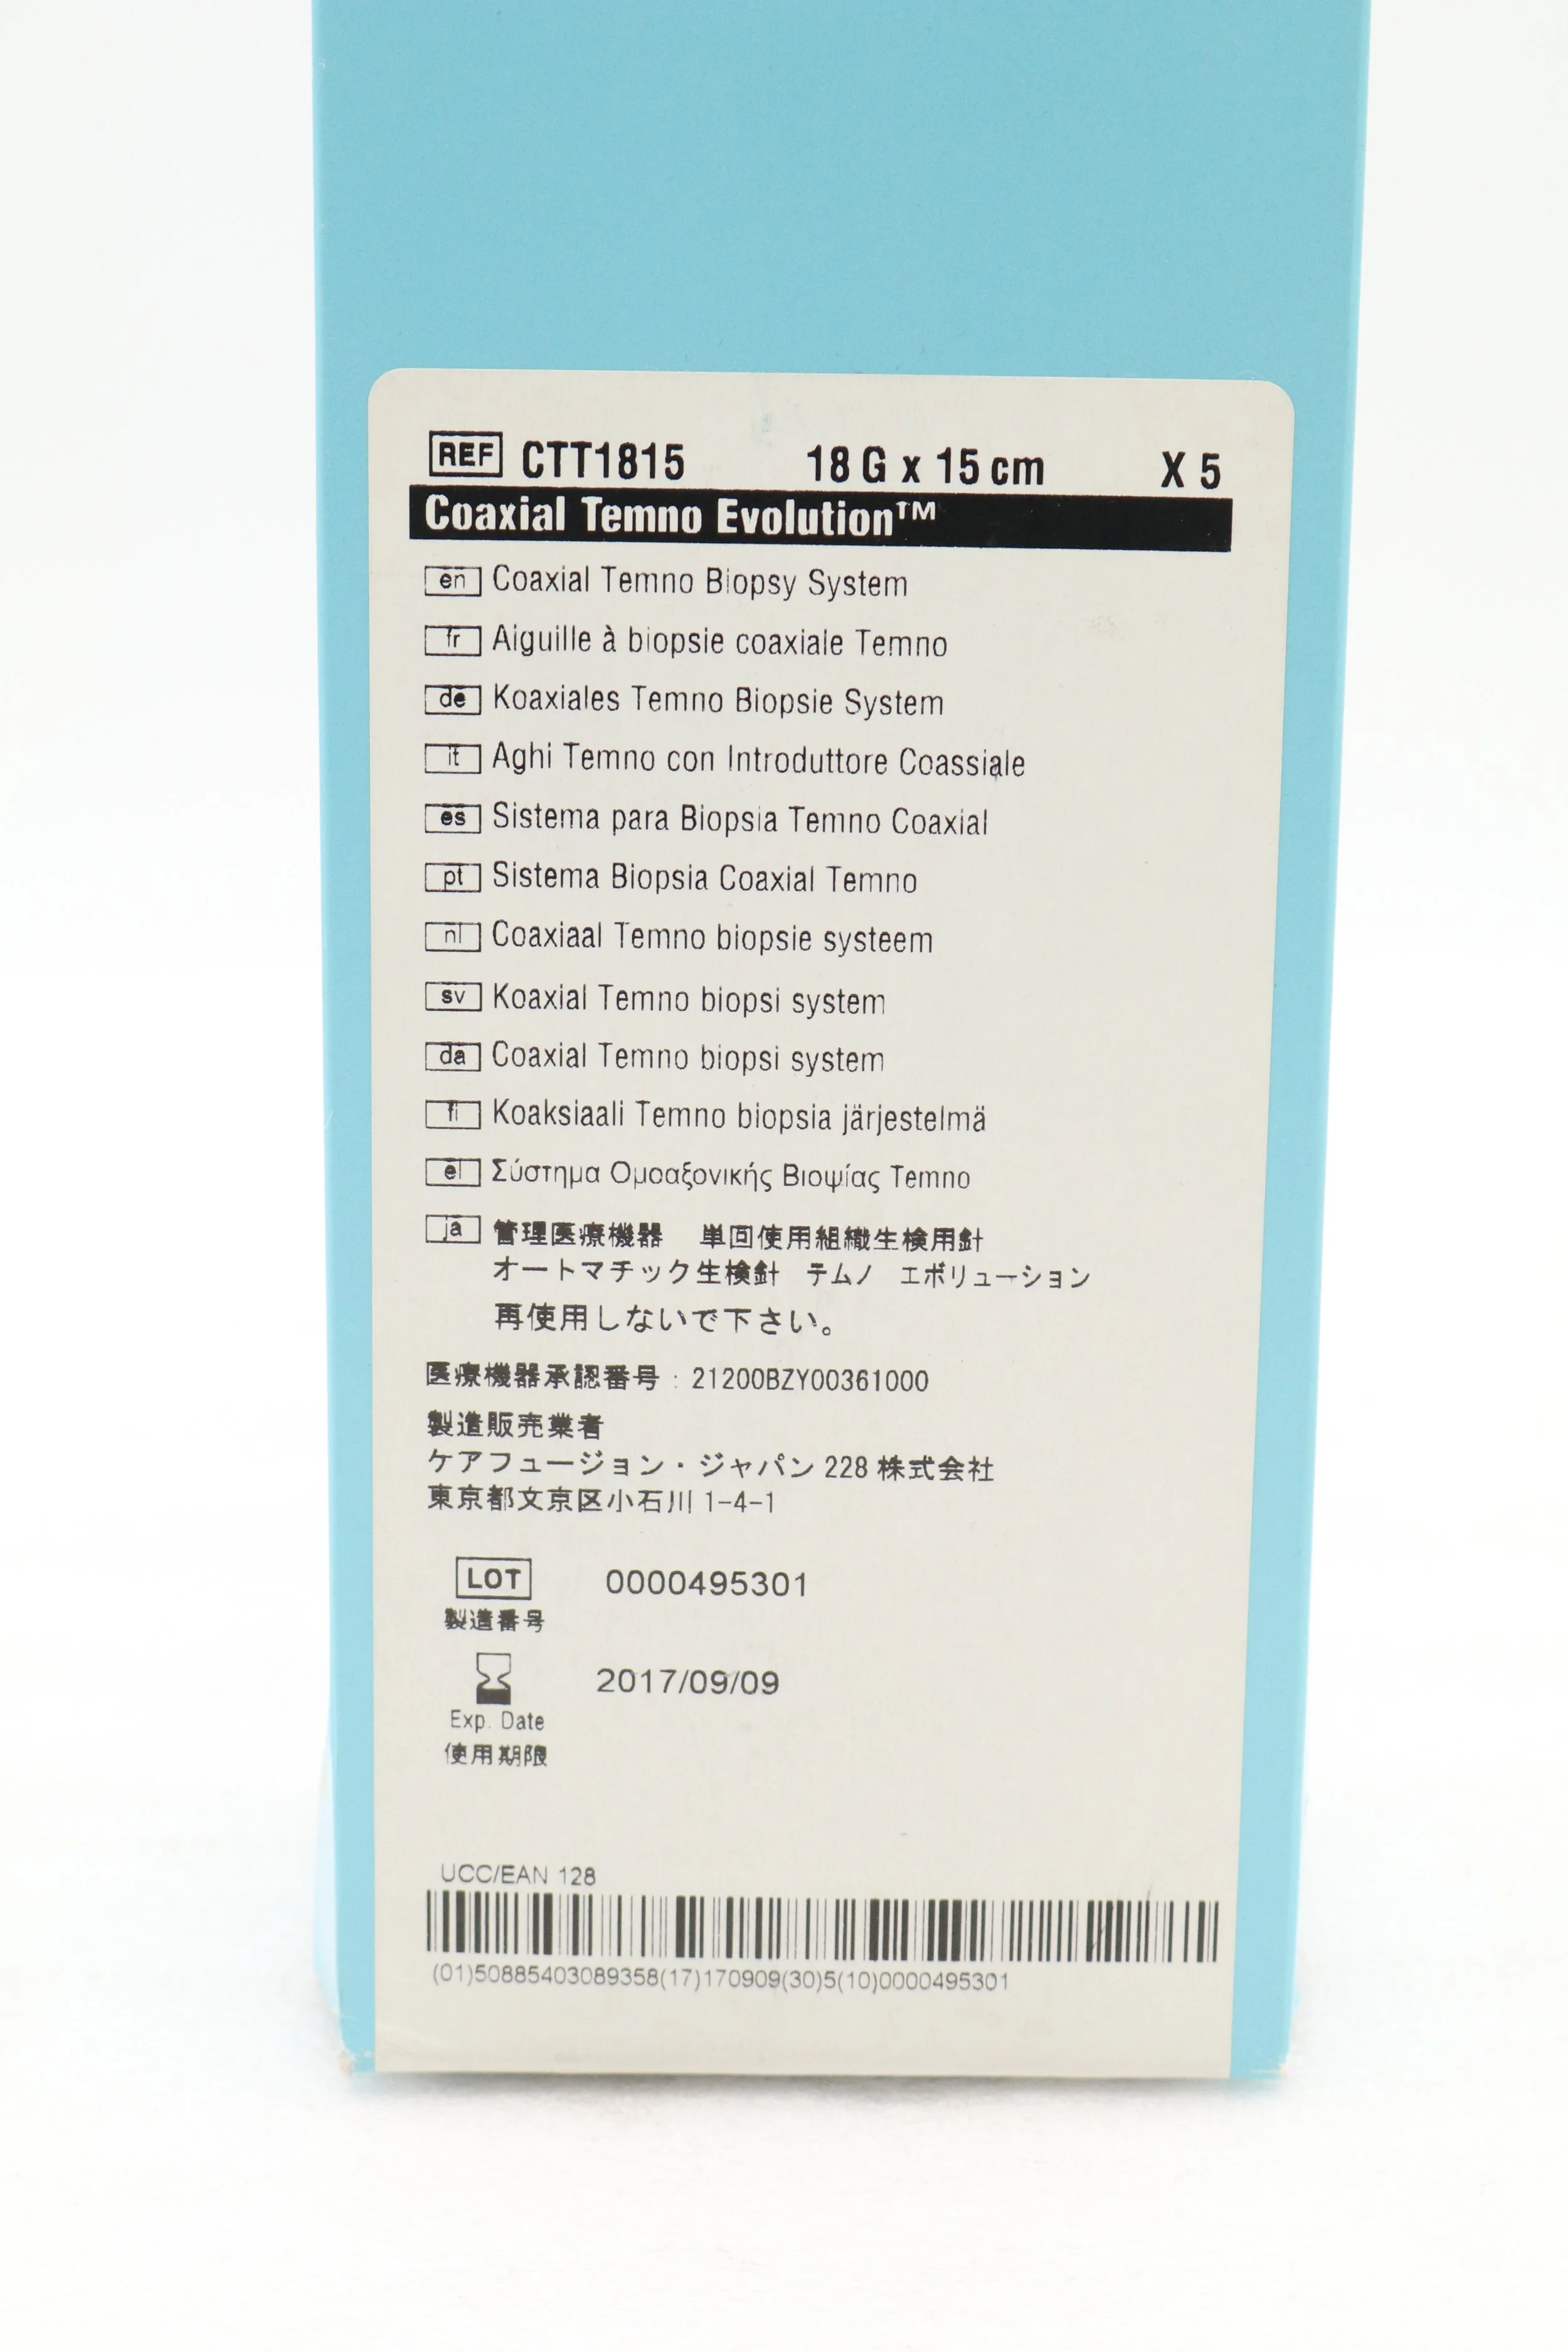 REF CTT1815 18 G x 15 cm X 5
Coaxial Temno Evolution™
en Coaxial Temno Biopsy System
fr Aiguille à biopsie coaxiale Temno
de Koaxiales Temno Biopsie System
it Aghi Temno con Introduttore Coassiale
es Sistema para Biopsia Temno Coaxial
pt Sistema Biopsia Coaxial Temno
nl Coaxiaal Temno biopsie systeem
sv Koaxial Temno biopsi system
da Coaxial Temno biopsi system
fi Koaksiaali Temno biopsia järjestelmä
el Σύστημα Ομοαξονικής Βιοψίας Temno
ja 管理医療機器 単回使用組織生検用針
オートマチック生検針 テムノ エボリューション
再使用しないで下さい。
医療機器承認番号 : 21200BZY00361000
製造販売業者
ケアフュージョン・ジャパン 228 株式会社
東京都文京区小石川 1-4-1
LOT 0000495301
製造番号
2017/09/09
Exp. Date
使用期限
UCC/EAN 128
(01)50885403089358(17)170909(30)5(10)0000495301